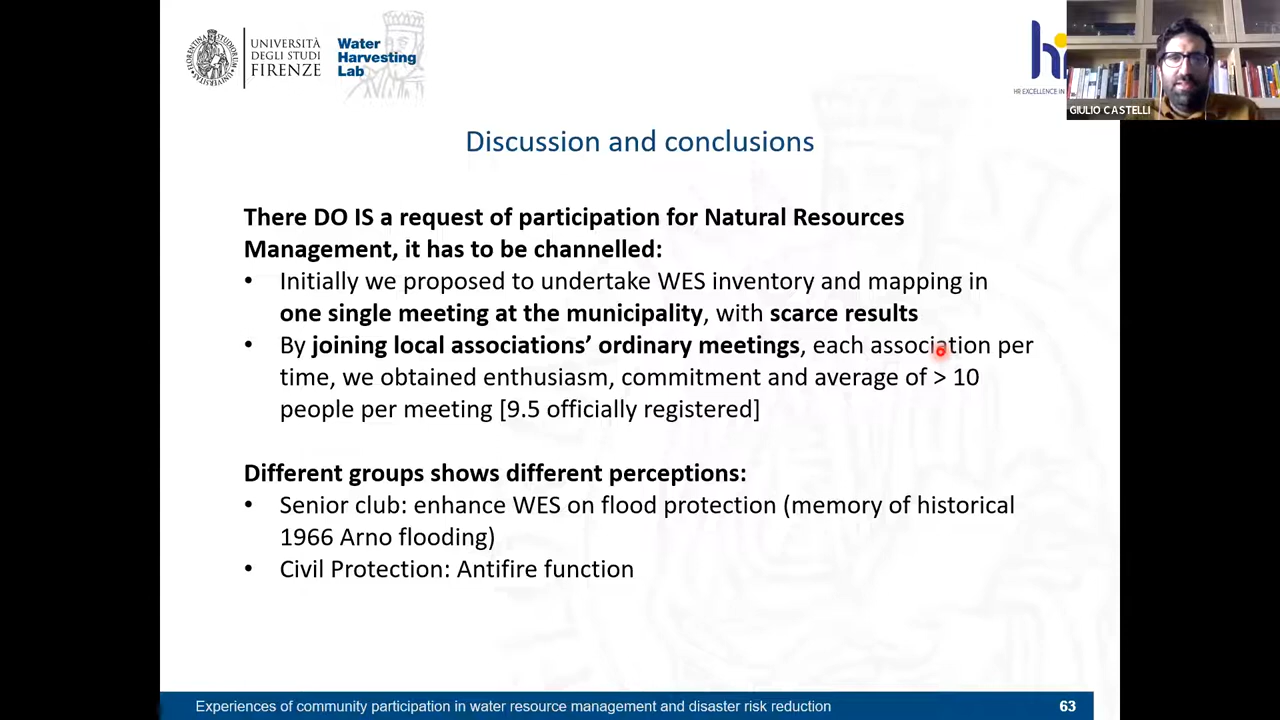 UNIVERSITÀ
DEGLI STUDI
FIRENZE
Water
Harvesting
Lab
HR EXCELLENCE IN
GIULIO CASTELLI
Discussion and conclusions
There DO IS a request of participation for Natural Resources
Management, it has to be channelled:
• Initially we proposed to undertake WES inventory and mapping in
one single meeting at the municipality, with scarce results
• By joining local associations’ ordinary meetings, each association per
time, we obtained enthusiasm, commitment and average of > 10
people per meeting [9.5 officially registered]
Different groups shows different perceptions:
• Senior club: enhance WES on flood protection (memory of historical
1966 Arno flooding)
• Civil Protection: Antifire function
Experiences of community participation in water resource management and disaster risk reduction
63